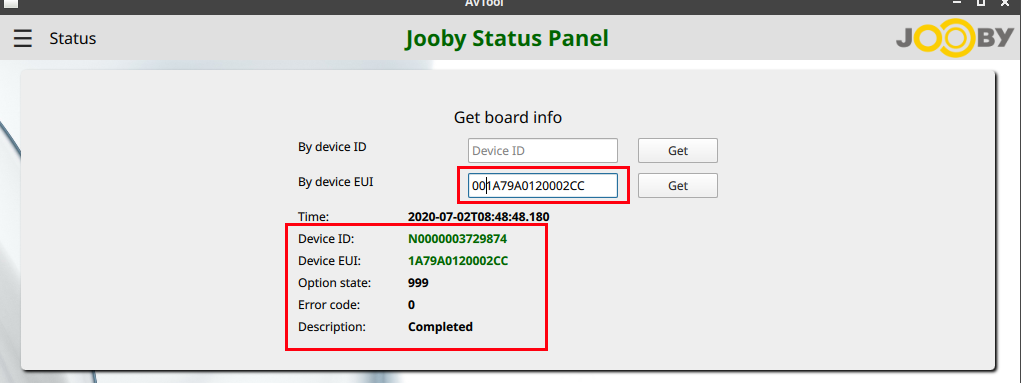 AVTool
Status
Jooby Status Panel
JOOBY
Get board info
By device ID
Device ID
Get
By device EUI
001A79A0120002CC
Get
Time: 2020-07-02T08:48:48.180
Device ID: N0000003729874
Device EUI: 1A79A0120002CC
Option state: 999
Error code: 0
Description: Completed